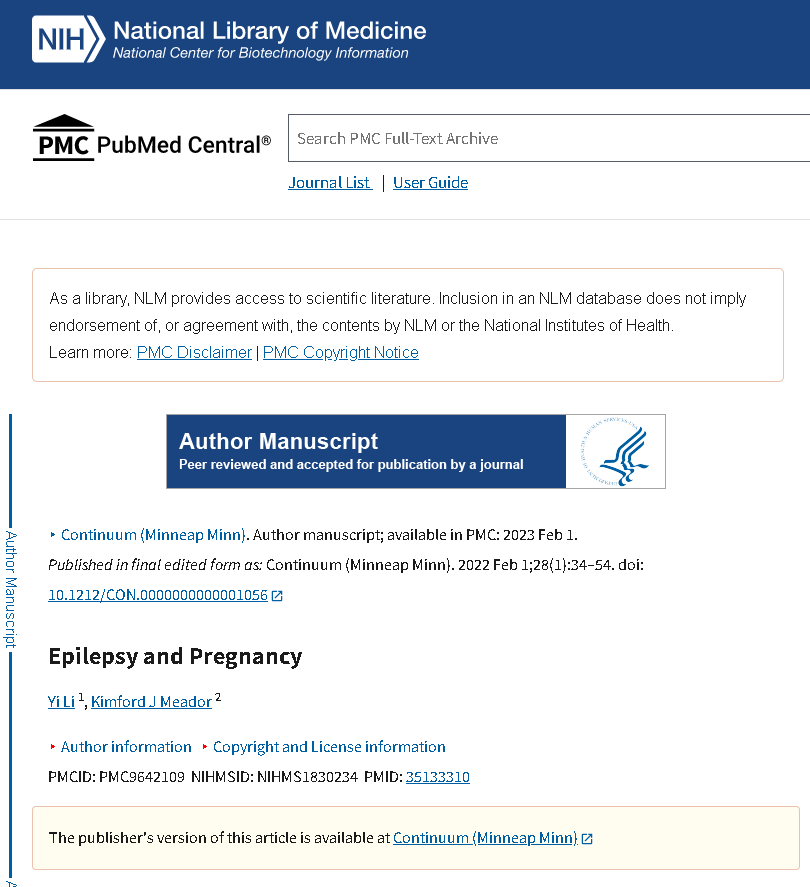 NIH National Library of Medicine
National Center for Biotechnology Information
PMC PubMed Central®
Search PMC Full-Text Archive
Journal List | User Guide
As a library, NLM provides access to scientific literature. Inclusion in an NLM database does not imply
endorsement of, or agreement with, the contents by NLM or the National Institutes of Health.
Learn more: PMC Disclaimer | PMC Copyright Notice
Author Manuscript
Peer reviewed and accepted for publication by a journal
Author Manuscript
‣ Continuum (Minneap Minn). Author manuscript; available in PMC: 2023 Feb 1.
Published in final edited form as: Continuum (Minneap Minn). 2022 Feb 1;28(1):34–54. doi:
10.1212/CON.0000000000001056
Epilepsy and Pregnancy
Yi Li 1, Kimford J Meador 2
‣ Author information ‣ Copyright and License information
PMCID: PMC9642109 NIHMSID: NIHMS1830234 PMID: 35133310
The publisher's version of this article is available at Continuum (Minneap Minn)